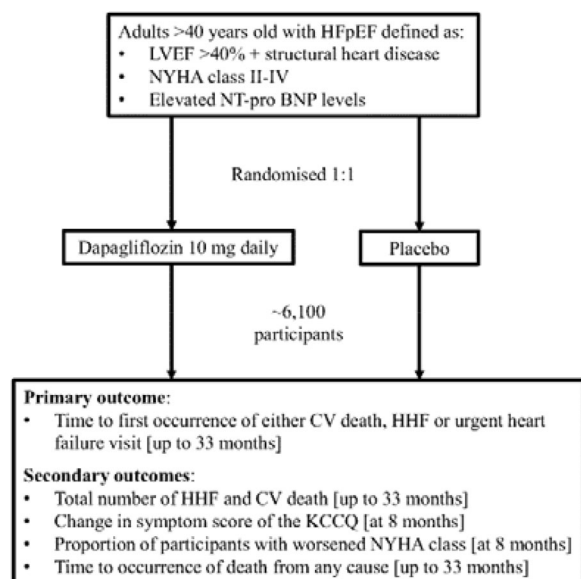 Adults >40 years old with HFpEF defined as:
• LVEF >40% + structural heart disease
• NYHA class II-IV
• Elevated NT-pro BNP levels
Randomised 1:1
Dapagliflozin 10 mg daily
Placebo
~6,100
participants
Primary outcome:
• Time to first occurrence of either CV death, HHF or urgent heart
failure visit [up to 33 months]
Secondary outcomes:
• Total number of HHF and CV death [up to 33 months]
• Change in symptom score of the KCCQ [at 8 months]
• Proportion of participants with worsened NYHA class [at 8 months]
• Time to occurrence of death from any cause [up to 33 months]